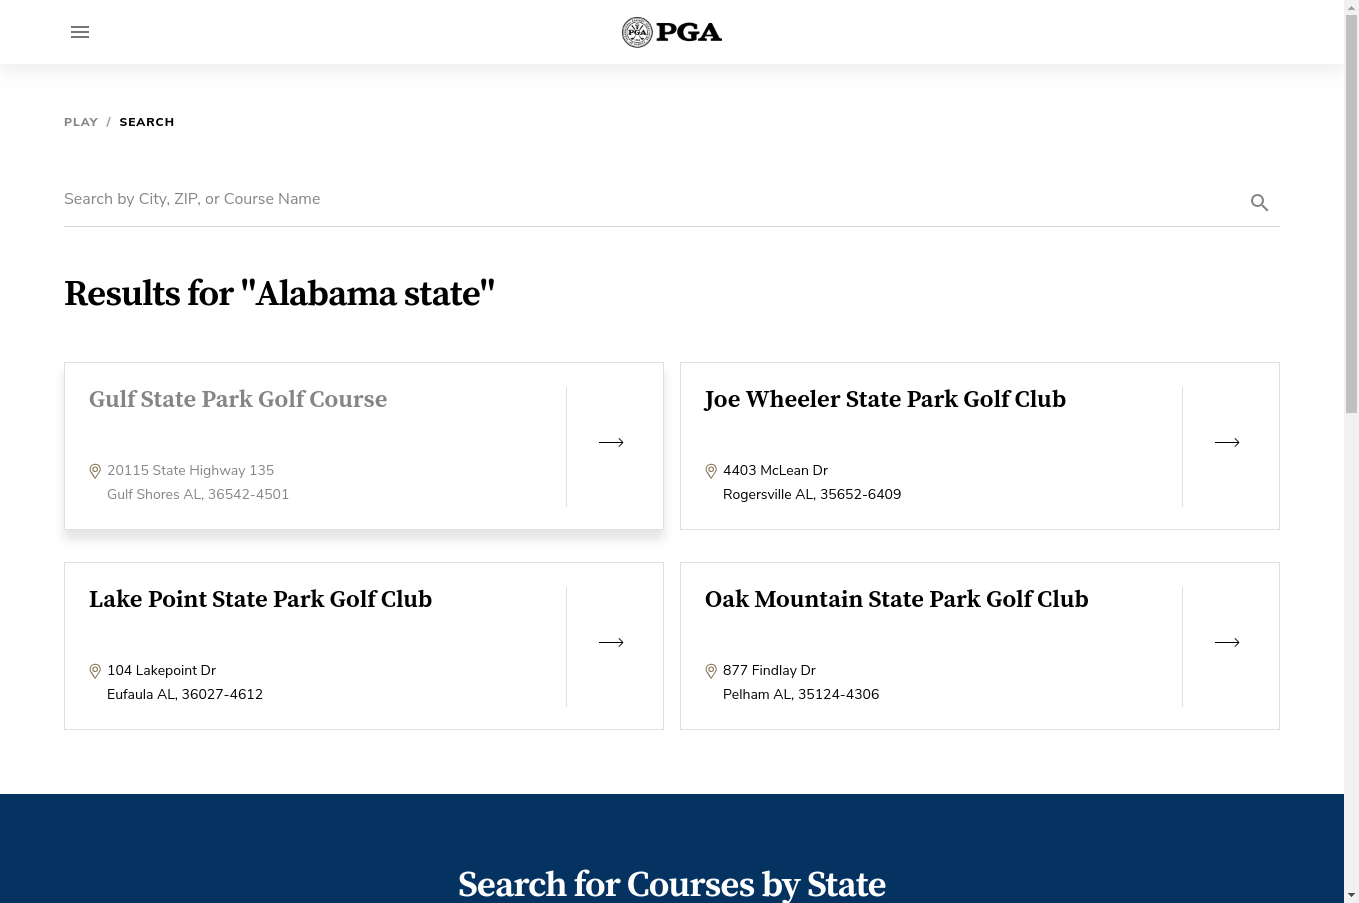 PGA
PLAY / SEARCH
Search by City, ZIP, or Course Name
Results for "Alabama state"
Gulf State Park Golf Course
20115 State Highway 135
Gulf Shores AL, 36542-4501
Joe Wheeler State Park Golf Club
4403 McLean Dr
Rogersville AL, 35652-6409
Lake Point State Park Golf Club
104 Lakepoint Dr
Eufaula AL, 36027-4612
Oak Mountain State Park Golf Club
877 Findlay Dr
Pelham AL, 35124-4306
Search for Courses by State